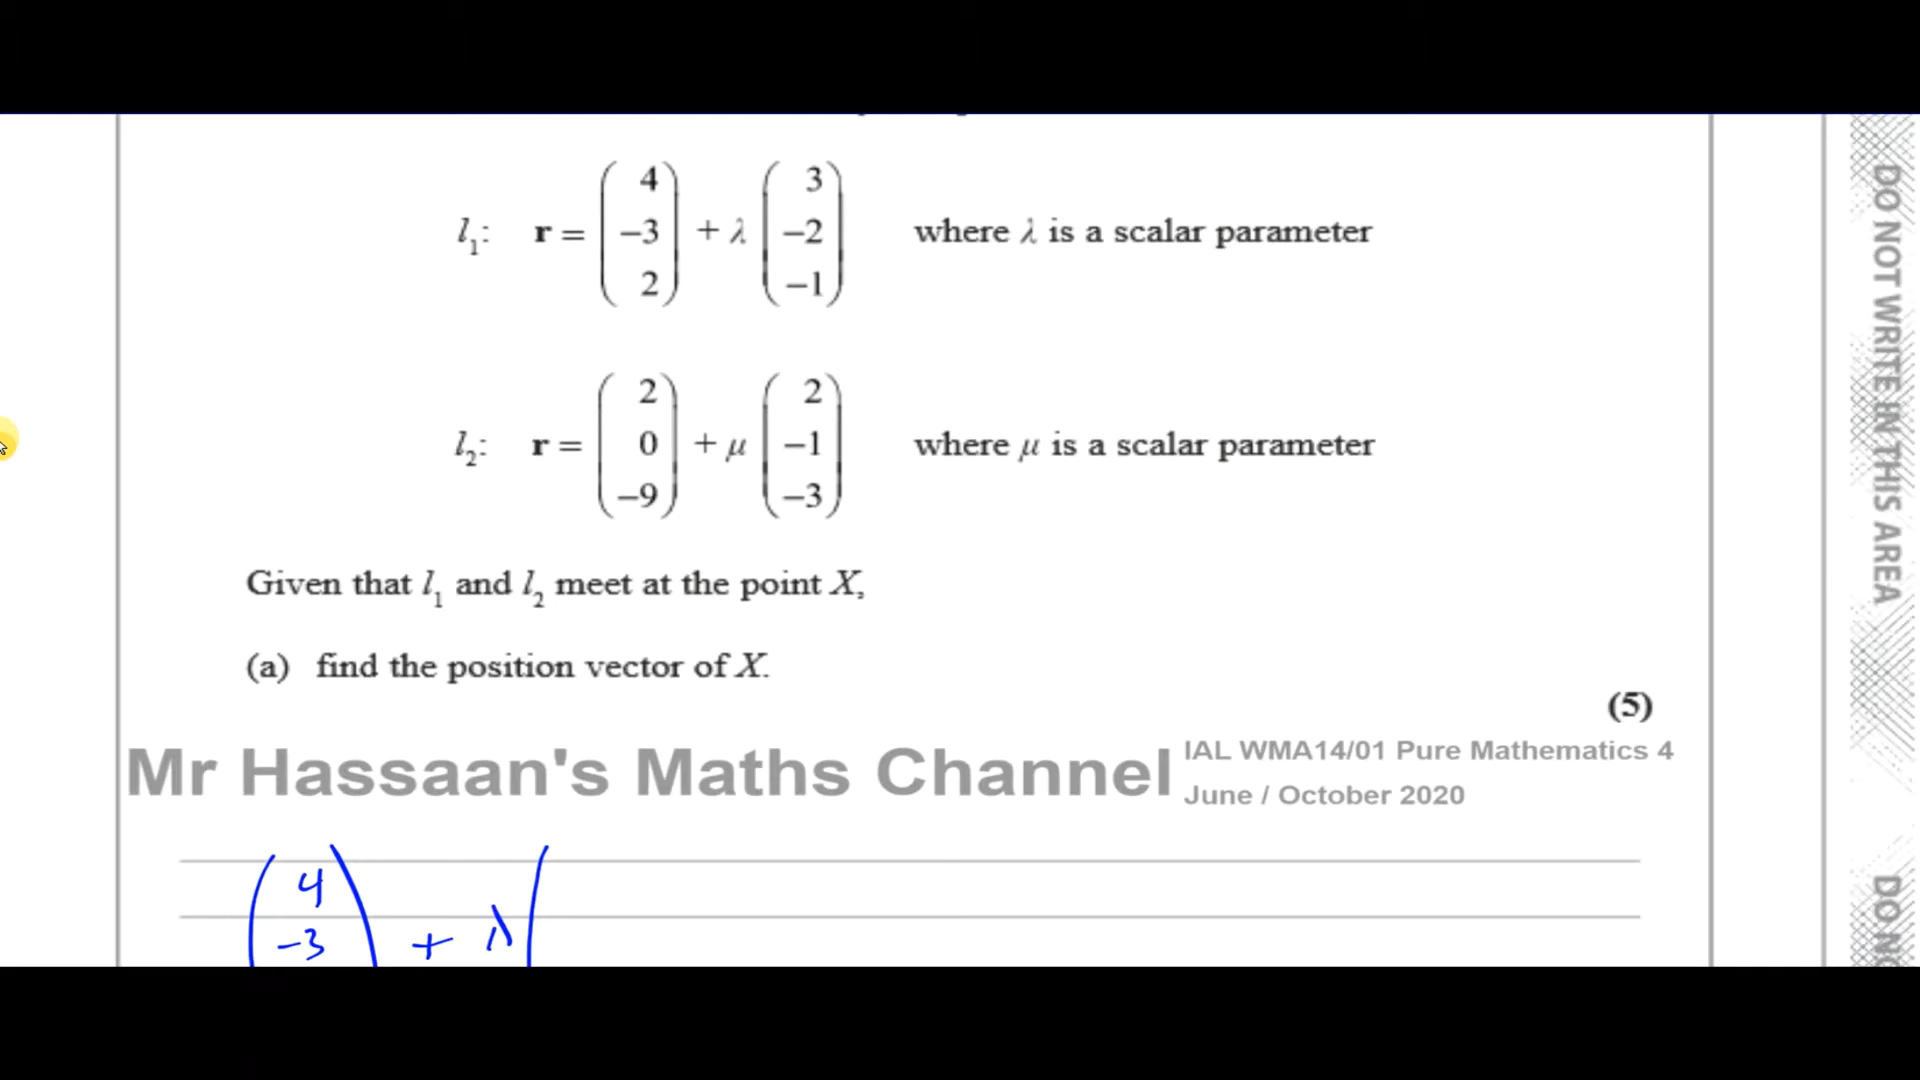 l₁: r = (4 −3 2) + λ (3 −2 −1) where λ is a scalar parameter
l₂: r = (2 0 −9) + μ (2 −1 −3) where μ is a scalar parameter
Given that l₁ and l₂ meet at the point X,
(a) find the position vector of X.
(5)
Mr Hassaan's Maths Channel
IAL WMA14/01 Pure Mathematics 4
June / October 2020
(4 −3) + λ (
DO NOT WRITE IN THIS AREA
DO NO